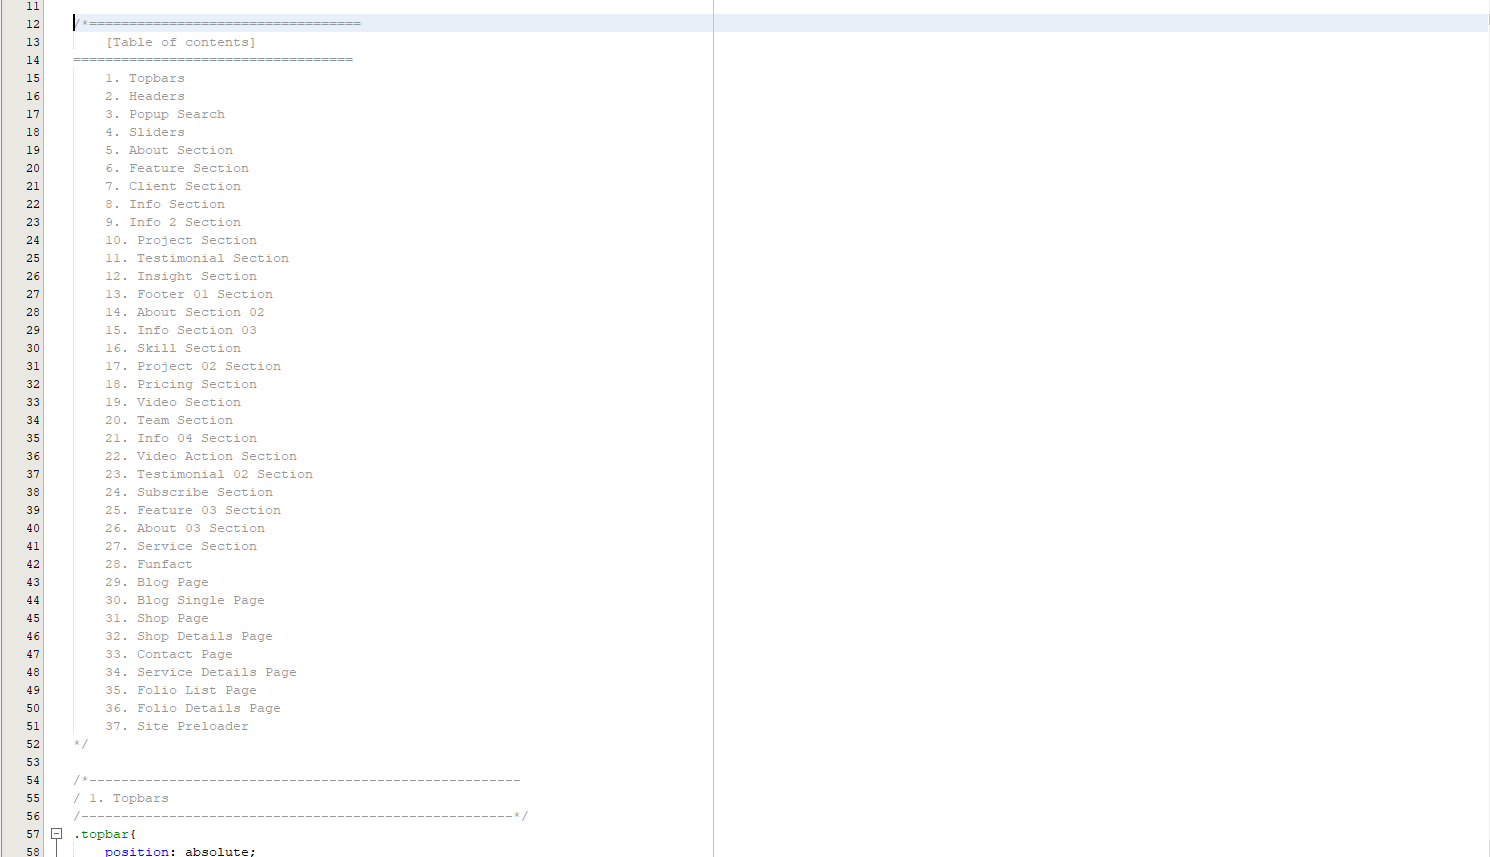 11
12 /*==================================
13 [Table of contents]
14 ===================================
15 1. Topbars
16 2. Headers
17 3. Popup Search
18 4. Sliders
19 5. About Section
20 6. Feature Section
21 7. Client Section
22 8. Info Section
23 9. Info 2 Section
24 10. Project Section
25 11. Testimonial Section
26 12. Insight Section
27 13. Footer 01 Section
28 14. About Section 02
29 15. Info Section 03
30 16. Skill Section
31 17. Project 02 Section
32 18. Pricing Section
33 19. Video Section
34 20. Team Section
35 21. Info 04 Section
36 22. Video Action Section
37 23. Testimonial 02 Section
38 24. Subscribe Section
39 25. Feature 03 Section
40 26. About 03 Section
41 27. Service Section
42 28. Funfact
43 29. Blog Page
44 30. Blog Single Page
45 31. Shop Page
46 32. Shop Details Page
47 33. Contact Page
48 34. Service Details Page
49 35. Folio List Page
50 36. Folio Details Page
51 37. Site Preloader
52 */
53
54 /*------------------------------------------------------
55 / 1. Topbars
56 /------------------------------------------------------*/
57 .topbar{
58 position: absolute;